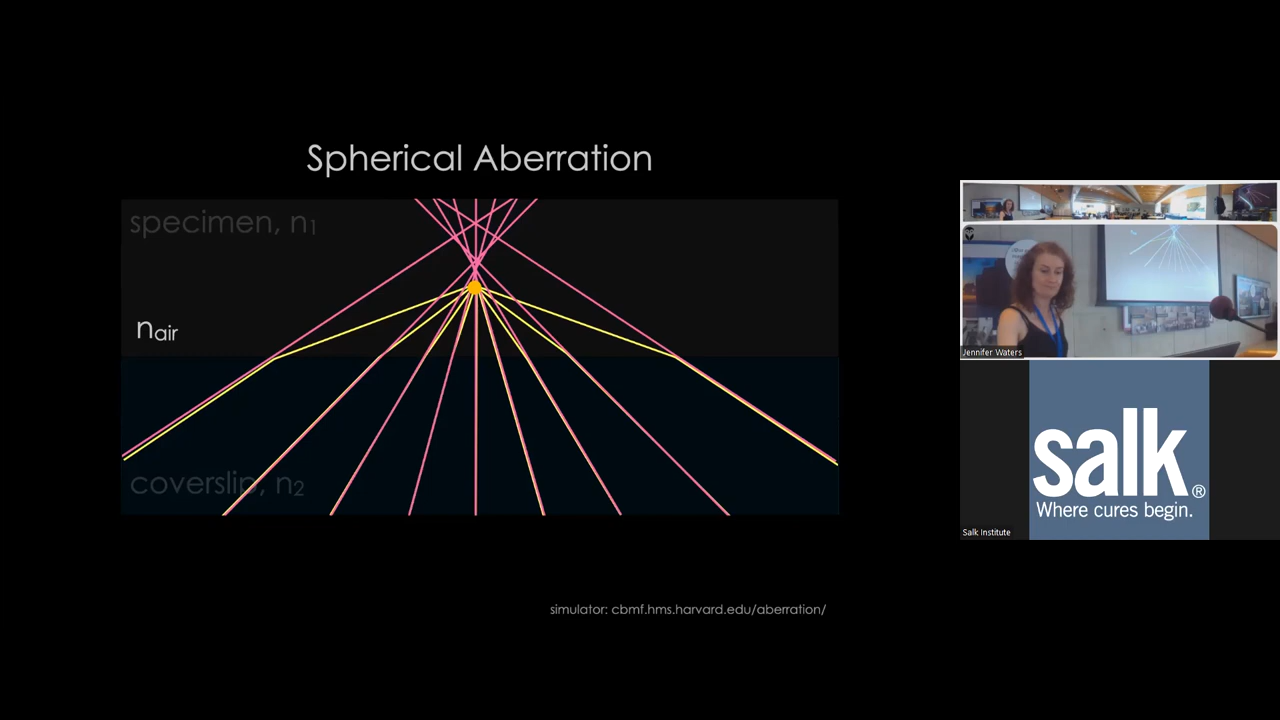 Spherical Aberration
specimen, n₁
nair
coverslip, n₂
simulator: cbmf.hms.harvard.edu/aberration/
Jennifer Waters
salk®
Where cures begin.
Salk Institute